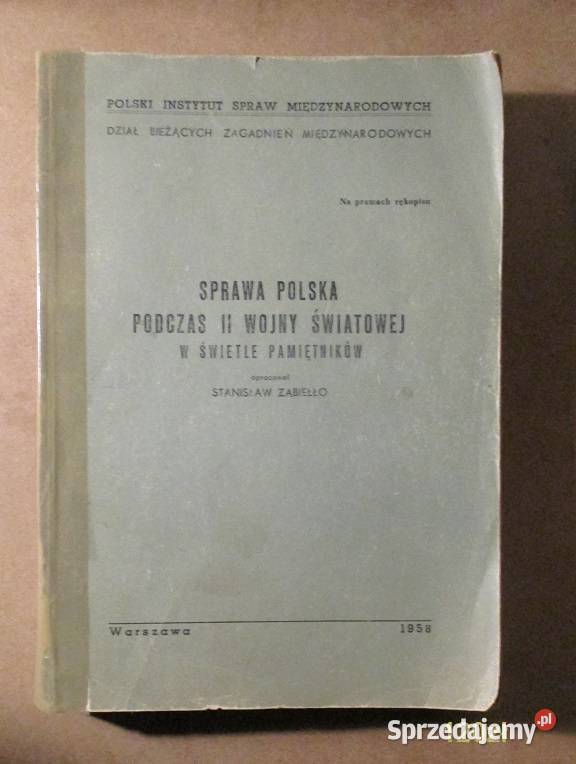 POLSKI INSTYTUT SPRAW MIĘDZYNARODOWYCH
DZIAŁ BIEŻĄCYCH ZAGADNIEŃ MIĘDZYNARODOWYCH
Na prawach rękopisu
SPRAWA POLSKA
PODCZAS II WOJNY ŚWIATOWEJ
W ŚWIETLE PAMIĘTNIKÓW
opracował
STANISŁAW ZABIEŁŁO
Warszawa 1958
Sprzedajemy.pl